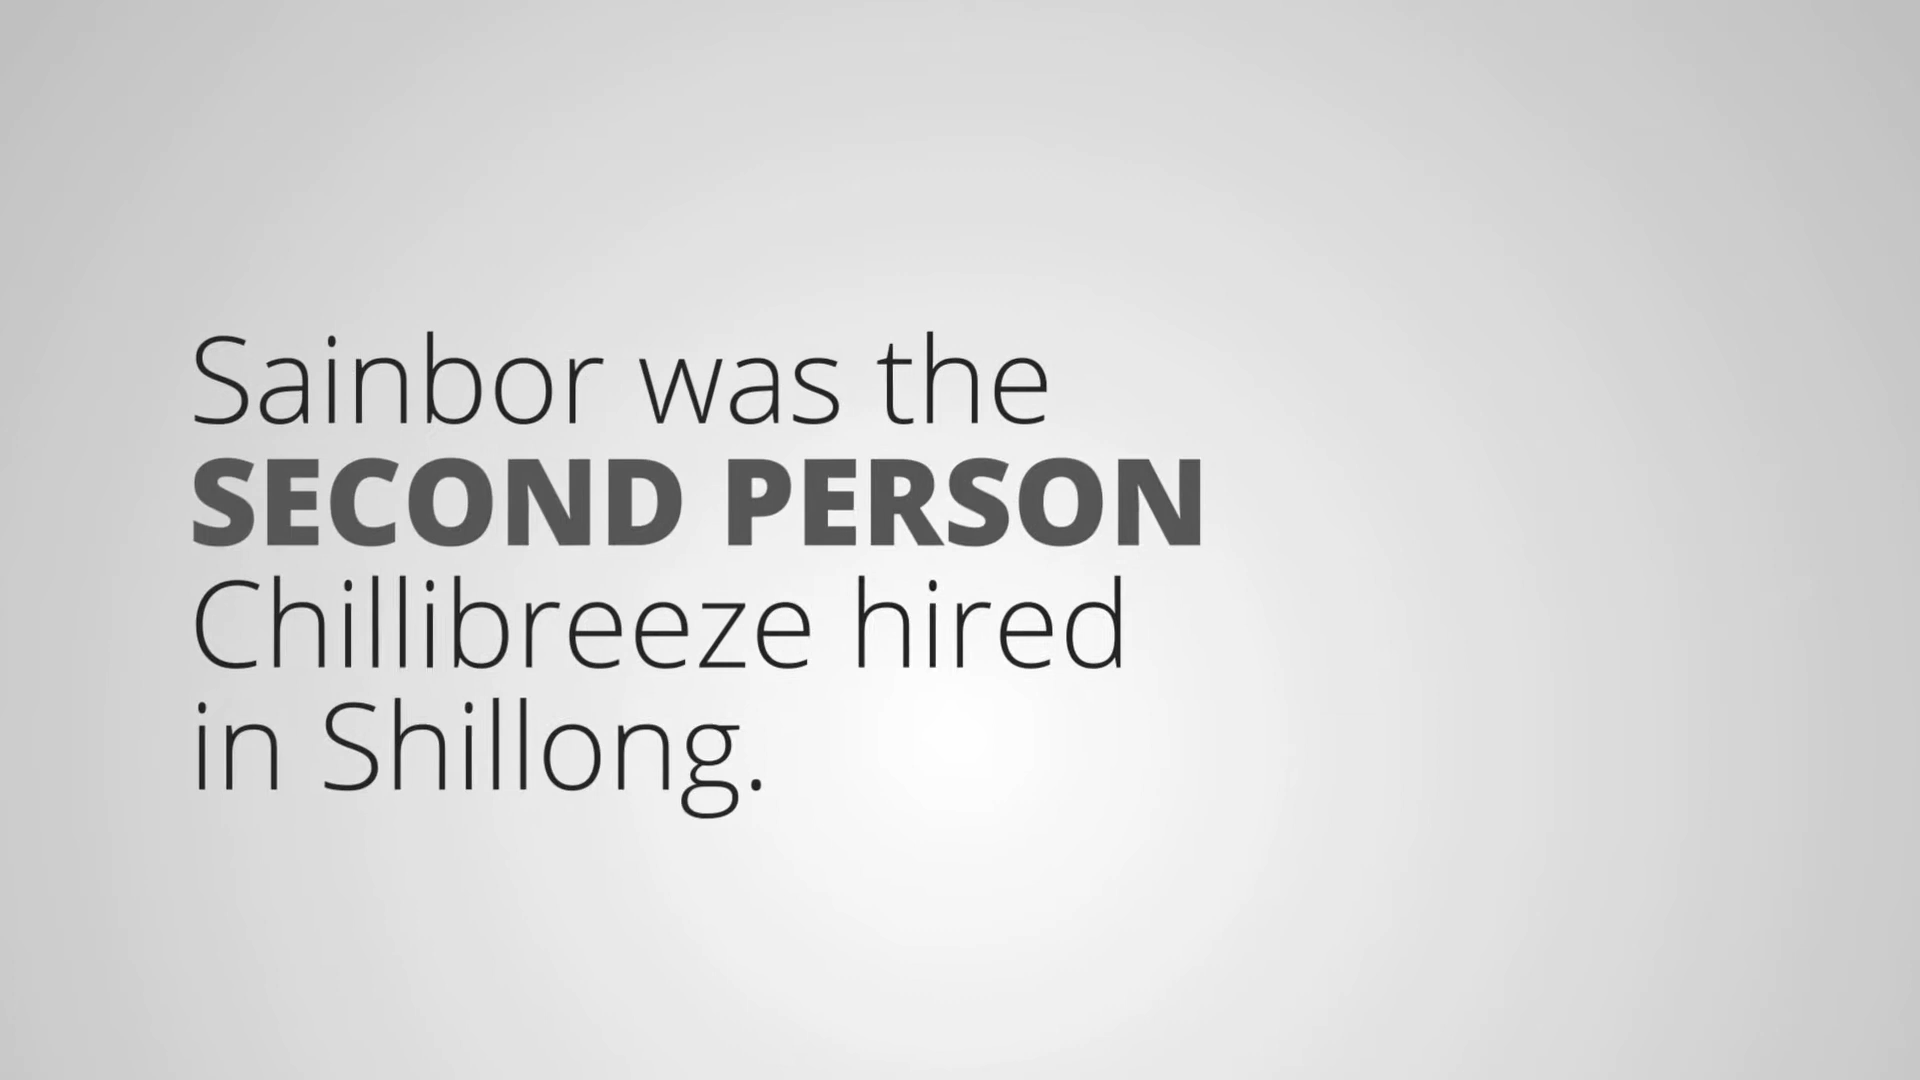 Sainbor was the
SECOND PERSON
Chillibreeze hired
in Shillong.